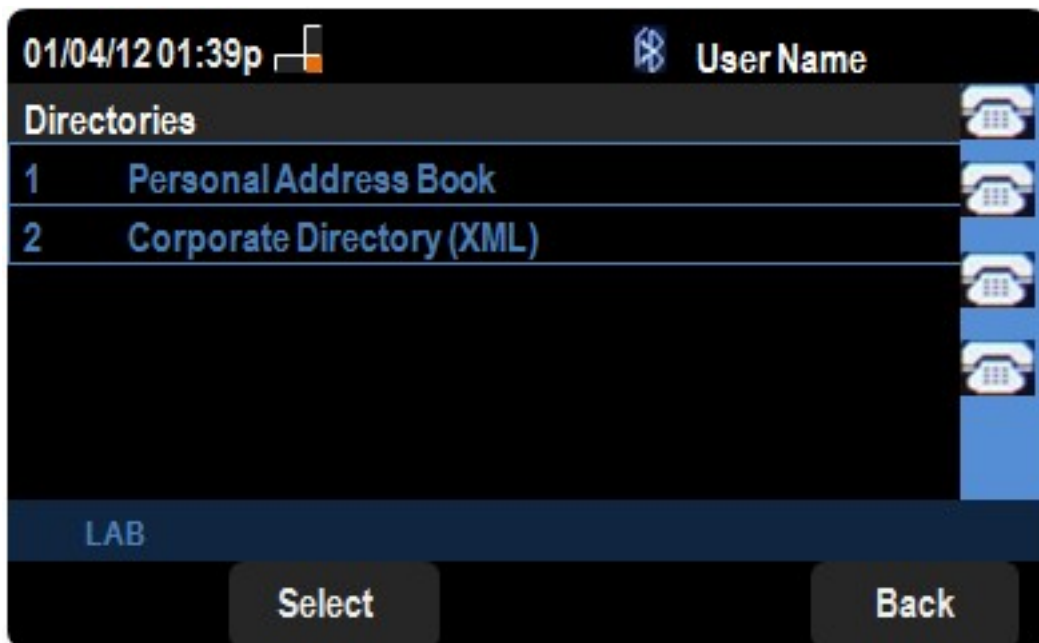 01/04/12 01:39p User Name
Directories
1 Personal Address Book
2 Corporate Directory (XML)
LAB
Select Back